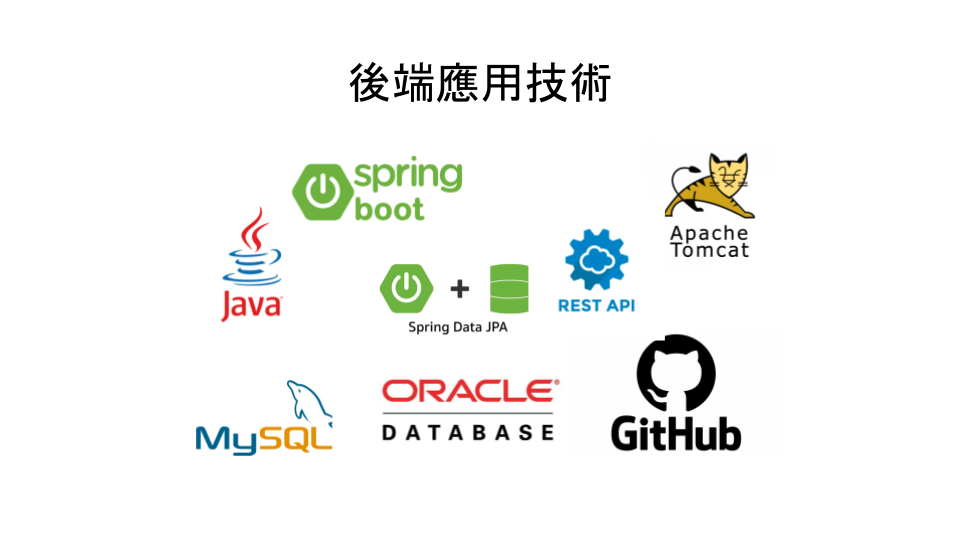 後端應用技術
spring
boot
Apache
Tomcat
Java
REST API
Spring Data JPA
ORACLE®
DATABASE
MySQL
GitHub